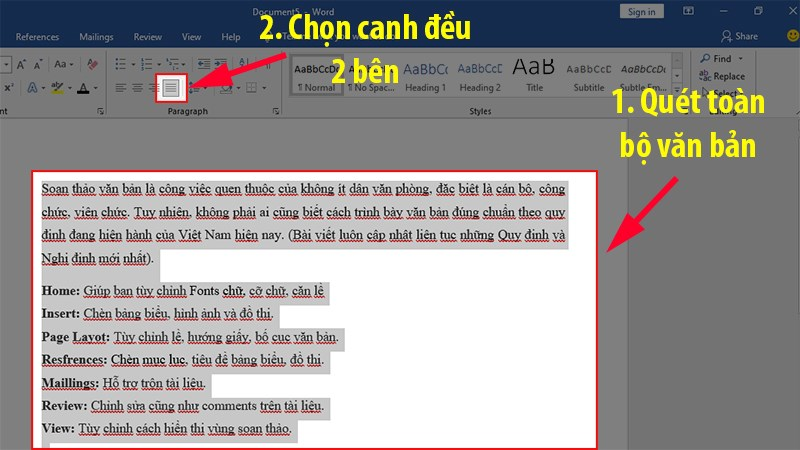 Document5 - Word
Sign in
References
Mailings
Review
View
Help
Share
Paragraph
AaBbCcDc
¶ Normal
AaBbCcDc
¶ No Spac...
AaBbCc
Heading 1
AaBbCcE
Heading 2
AaB
Title
AaBbCcD
Subtitle
AaBbCcDt
Subtle Em...
Styles
Find
Replace
Select
2. Chọn canh đều
2 bên
1. Quét toàn
bộ văn bản
Soạn thảo văn bản là công việc quen thuộc của không ít dân văn phòng, đặc biệt là cán bộ, công
chức, viên chức. Tuy nhiên, không phải ai cũng biết cách trình bày văn bản đúng chuẩn theo quy
định đang hiện hành của Việt Nam hiện nay. (Bài viết luôn cập nhật liên tục những Quy định và
Nghị định mới nhất).
Home: Giúp bạn tùy chỉnh Fonts chữ, cỡ chữ, căn lề
Insert: Chèn bảng biểu, hình ảnh và đồ thị.
Page Layot: Tùy chỉnh lề, hướng giấy, bố cục văn bản.
Resfrences: Chèn mục lục, tiêu đề bảng biểu, đồ thị.
Maillings: Hỗ trợ trộn tài liệu.
Review: Chỉnh sửa cũng như comments trên tài liệu.
View: Tùy chỉnh cách hiển thị vùng soạn thảo.